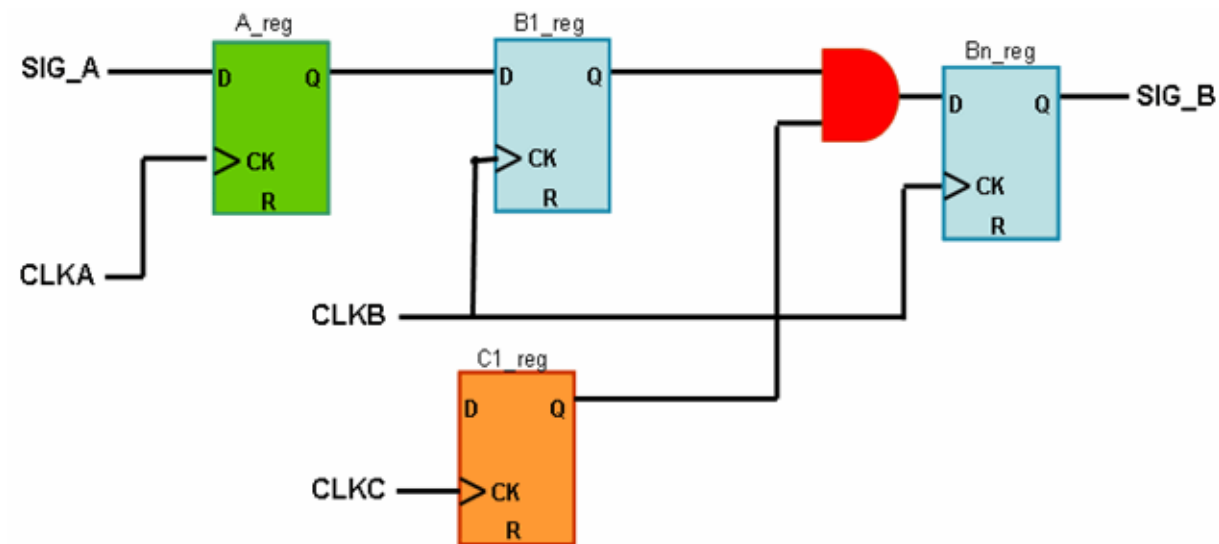 A_reg
B1_reg
Bn_reg
SIG_A
D Q
D Q
D Q
SIG_B
CK
CK
CK
R
R
R
CLKA
CLKB
C1_reg
D Q
CLKC
CK
R